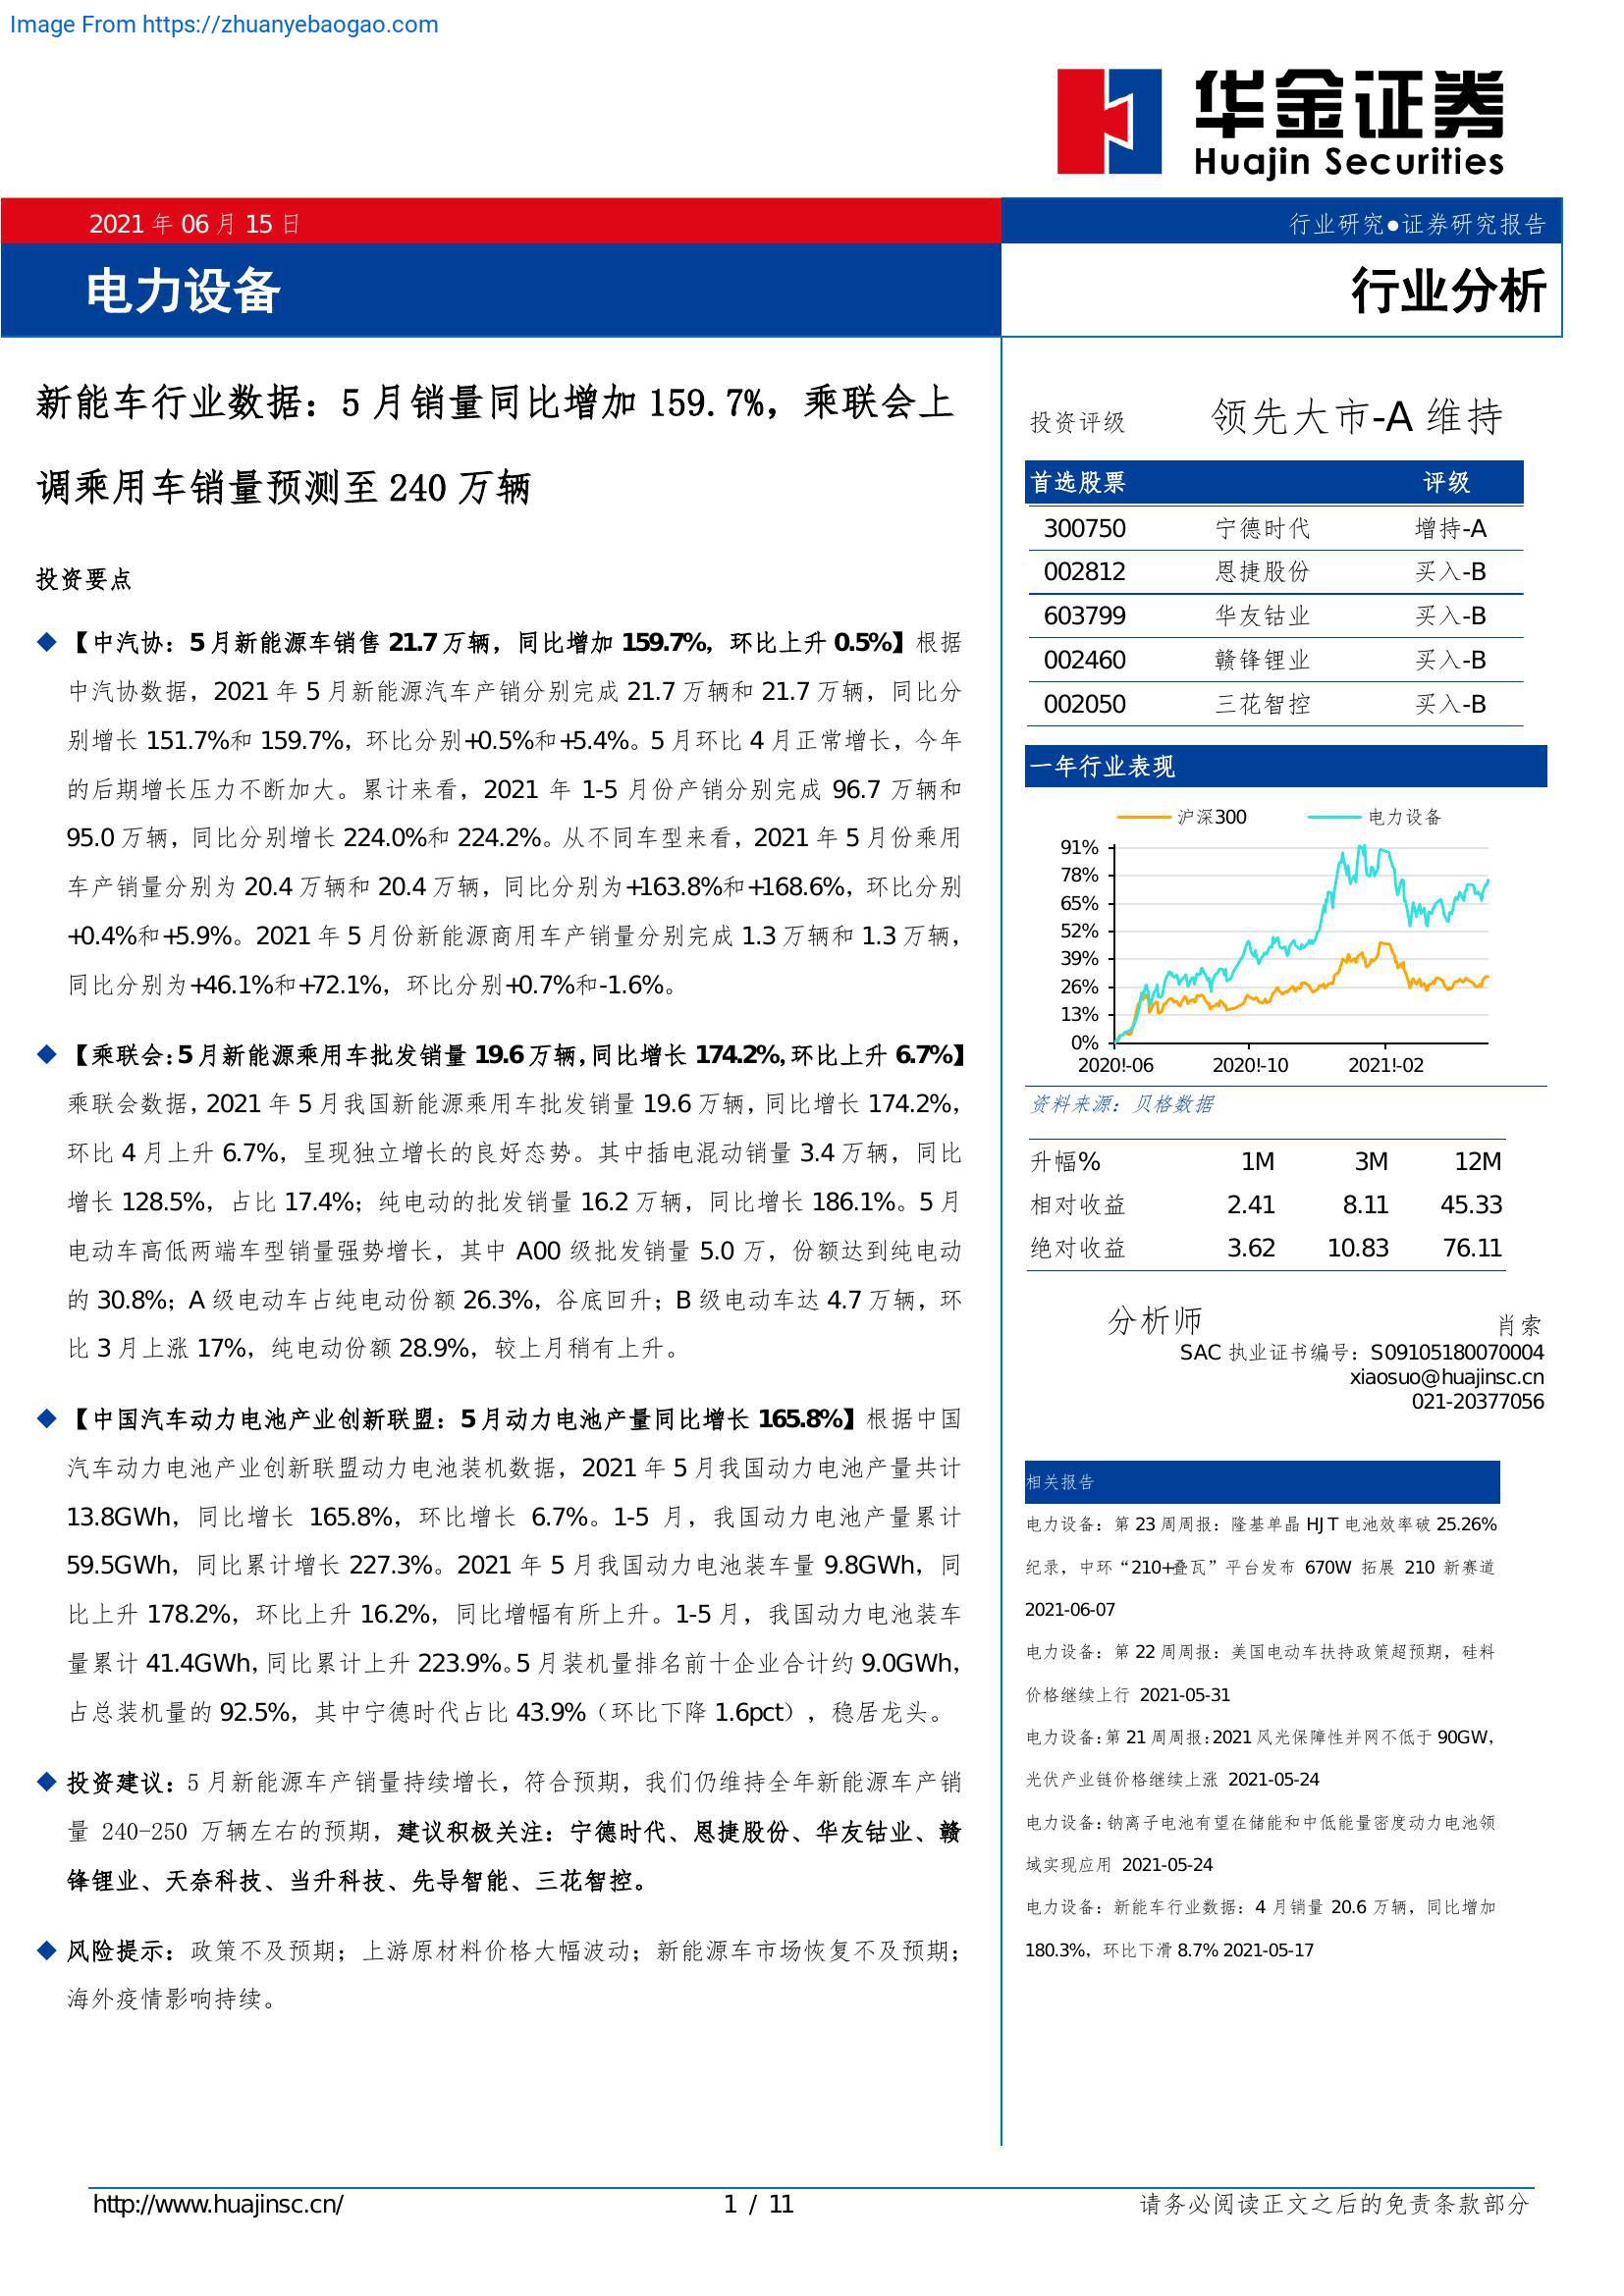 Image From https://zhuanyebaogao.com
华金证券
Huajin Securities
2021 年 06 月 15 日
行业研究●证券研究报告
电力设备
行业分析
新能车行业数据：5 月销量同比增加 159.7%，乘联会上
调乘用车销量预测至 240 万辆
投资要点
◆ 【中汽协：5 月新能源车销售 21.7 万辆，同比增加 159.7%，环比上升 0.5%】根据
中汽协数据，2021 年 5 月新能源汽车产销分别完成 21.7 万辆和 21.7 万辆，同比分
别增长 151.7%和 159.7%，环比分别+0.5%和+5.4%。5 月环比 4 月正常增长，今年
的后期增长压力不断加大。累计来看，2021 年 1-5 月份产销分别完成 96.7 万辆和
95.0 万辆，同比分别增长 224.0%和 224.2%。从不同车型来看，2021 年 5 月份乘用
车产销量分别为 20.4 万辆和 20.4 万辆，同比分别为+163.8%和+168.6%，环比分别
+0.4%和+5.9%。2021 年 5 月份新能源商用车产销量分别完成 1.3 万辆和 1.3 万辆，
同比分别为+46.1%和+72.1%，环比分别+0.7%和-1.6%。
◆ 【乘联会：5 月新能源乘用车批发销量 19.6 万辆，同比增长 174.2%，环比上升 6.7%】
乘联会数据，2021 年 5 月我国新能源乘用车批发销量 19.6 万辆，同比增长 174.2%，
环比 4 月上升 6.7%，呈现独立增长的良好态势。其中插电混动销量 3.4 万辆，同比
增长 128.5%，占比 17.4%；纯电动的批发销量 16.2 万辆，同比增长 186.1%。5 月
电动车高低两端车型销量强势增长，其中 A00 级批发销量 5.0 万，份额达到纯电动
的 30.8%；A 级电动车占纯电动份额 26.3%，谷底回升；B 级电动车达 4.7 万辆，环
比 3 月上涨 17%，纯电动份额 28.9%，较上月稍有上升。
◆ 【中国汽车动力电池产业创新联盟：5 月动力电池产量同比增长 165.8%】根据中国
汽车动力电池产业创新联盟动力电池装机数据，2021 年 5 月我国动力电池产量共计
13.8GWh，同比增长 165.8%，环比增长 6.7%。1-5 月，我国动力电池产量累计
59.5GWh，同比累计增长 227.3%。2021 年 5 月我国动力电池装车量 9.8GWh，同
比上升 178.2%，环比上升 16.2%，同比增幅有所上升。1-5 月，我国动力电池装车
量累计 41.4GWh，同比累计上升 223.9%。5 月装机量排名前十企业合计约 9.0GWh，
占总装机量的 92.5%，其中宁德时代占比 43.9%（环比下降 1.6pct），稳居龙头。
◆ 投资建议：5 月新能源车产销量持续增长，符合预期，我们仍维持全年新能源车产销
量 240-250 万辆左右的预期，建议积极关注：宁德时代、恩捷股份、华友钴业、赣
锋锂业、天奈科技、当升科技、先导智能、三花智控。
◆ 风险提示：政策不及预期；上游原材料价格大幅波动；新能源车市场恢复不及预期；
海外疫情影响持续。
投资评级 领先大市-A 维持
首选股票 评级
300750 宁德时代 增持-A
002812 恩捷股份 买入-B
603799 华友钴业 买入-B
002460 赣锋锂业 买入-B
002050 三花智控 买入-B
一年行业表现
沪深300 电力设备
91%
78%
65%
52%
39%
26%
13%
0%
2020!-06 2020!-10 2021!-02
资料来源：贝格数据
升幅% 1M 3M 12M
相对收益 2.41 8.11 45.33
绝对收益 3.62 10.83 76.11
分析师 肖索
SAC 执业证书编号：S09105180070004
xiaosuo@huajinsc.cn
021-20377056
相关报告
电力设备：第 23 周周报：隆基单晶 HJT 电池效率破 25.26%
纪录，中环“210+叠瓦”平台发布 670W 拓展 210 新赛道
2021-06-07
电力设备：第 22 周周报：美国电动车扶持政策超预期，硅料
价格继续上行 2021-05-31
电力设备：第 21 周周报：2021 风光保障性并网不低于 90GW，
光伏产业链价格继续上涨 2021-05-24
电力设备：钠离子电池有望在储能和中低能量密度动力电池领
域实现应用 2021-05-24
电力设备：新能车行业数据：4 月销量 20.6 万辆，同比增加
180.3%，环比下滑 8.7% 2021-05-17
http://www.huajinsc.cn/ 1 / 11 请务必阅读正文之后的免责条款部分